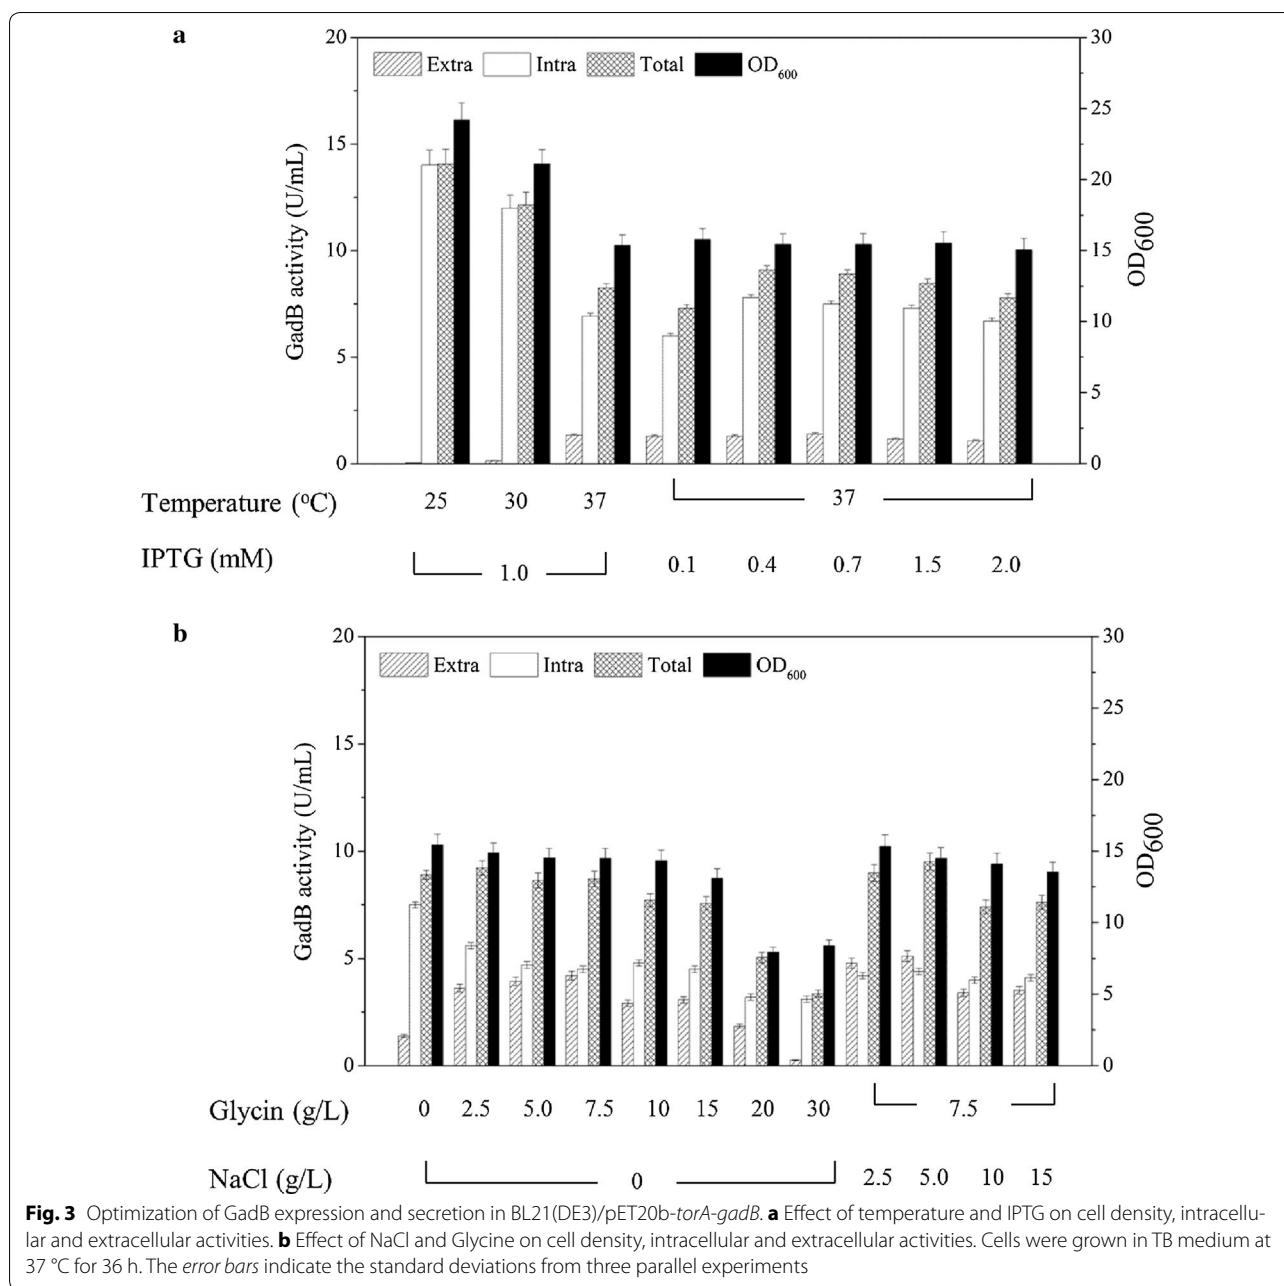 a
20
30
Extra Intra Total OD600
25
15
20
GadB activity (U/mL)
10
15
OD600
10
5
5
0
0
Temperature (°C) 25 30 37 37
IPTG (mM) 1.0 0.1 0.4 0.7 1.5 2.0
b
20
30
Extra Intra Total OD600
25
15
20
GadB activity (U/mL)
10
15
OD600
10
5
5
0
0
Glycin (g/L) 0 2.5 5.0 7.5 10 15 20 30 7.5
NaCl (g/L) 0 2.5 5.0 10 15
Fig. 3 Optimization of GadB expression and secretion in BL21(DE3)/pET20b-torA-gadB. a Effect of temperature and IPTG on cell density, intracellu-
lar and extracellular activities. b Effect of NaCl and Glycine on cell density, intracellular and extracellular activities. Cells were grown in TB medium at
37 °C for 36 h. The error bars indicate the standard deviations from three parallel experiments